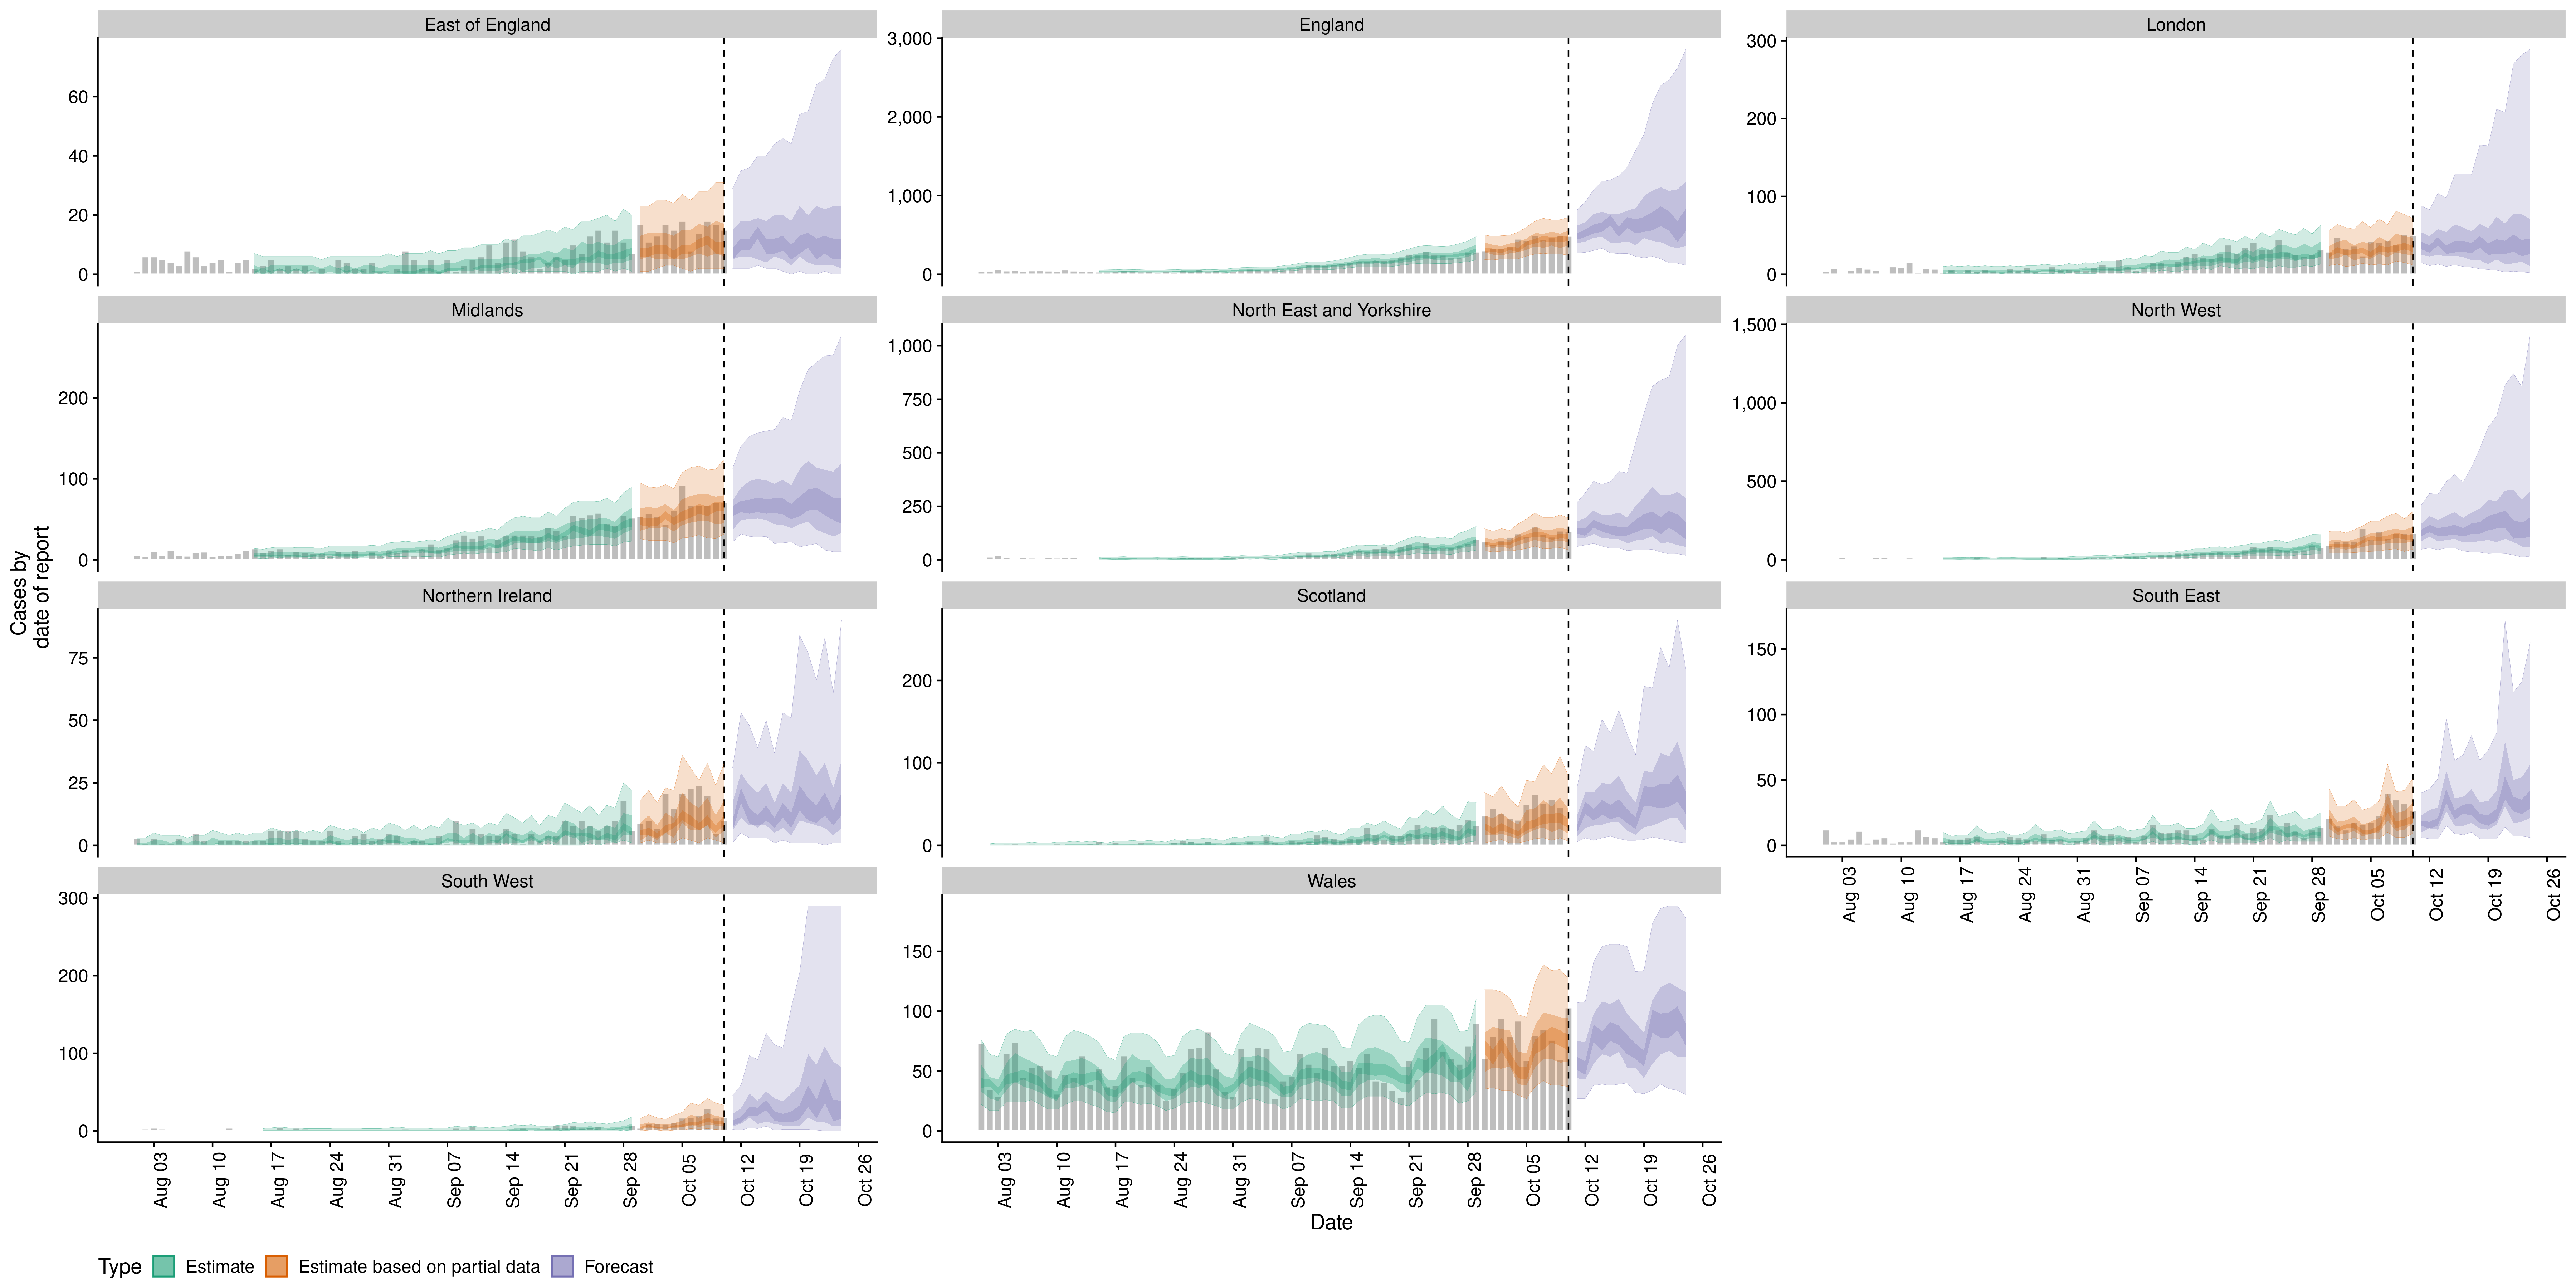 East of England
England
London
0
20
40
60
0
1,000
2,000
3,000
0
100
200
300
Midlands
North East and Yorkshire
North West
0
100
200
0
250
500
750
1,000
0
500
1,000
1,500
Northern Ireland
Scotland
South East
0
25
50
75
0
100
200
0
50
100
150
Aug 03
Aug 10
Aug 17
Aug 24
Aug 31
Sep 07
Sep 14
Sep 21
Sep 28
Oct 05
Oct 12
Oct 19
Oct 26
South West
Wales
0
100
200
300
0
50
100
150
Aug 03
Aug 10
Aug 17
Aug 24
Aug 31
Sep 07
Sep 14
Sep 21
Sep 28
Oct 05
Oct 12
Oct 19
Oct 26
Aug 03
Aug 10
Aug 17
Aug 24
Aug 31
Sep 07
Sep 14
Sep 21
Sep 28
Oct 05
Oct 12
Oct 19
Oct 26
Cases by
date of report
Date
Type Estimate Estimate based on partial data Forecast